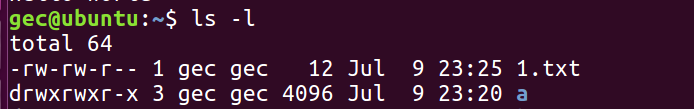 gec@ubuntu:~$ ls -l
total 64
-rw-rw-r-- 1 gec gec   12 Jul  9 23:25 1.txt
drwxrwxr-x 3 gec gec 4096 Jul  9 23:20 a